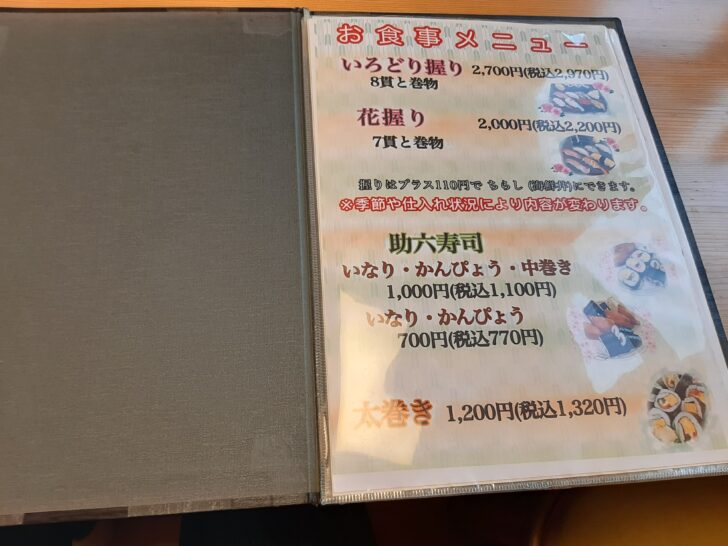 お食事メニュー
いろどり握り 2,700円(税込2,970円)
8貫と巻物
花握り 2,000円(税込2,200円)
7貫と巻物
握りはプラス110円で ちらし (海鮮丼)にできます。
※季節や仕入れ状況により内容が変わります。
助六寿司
いなり・かんぴょう・中巻き
1,000円(税込1,100円)
いなり・かんぴょう
700円(税込770円)
太巻き 1,200円(税込1,320円)